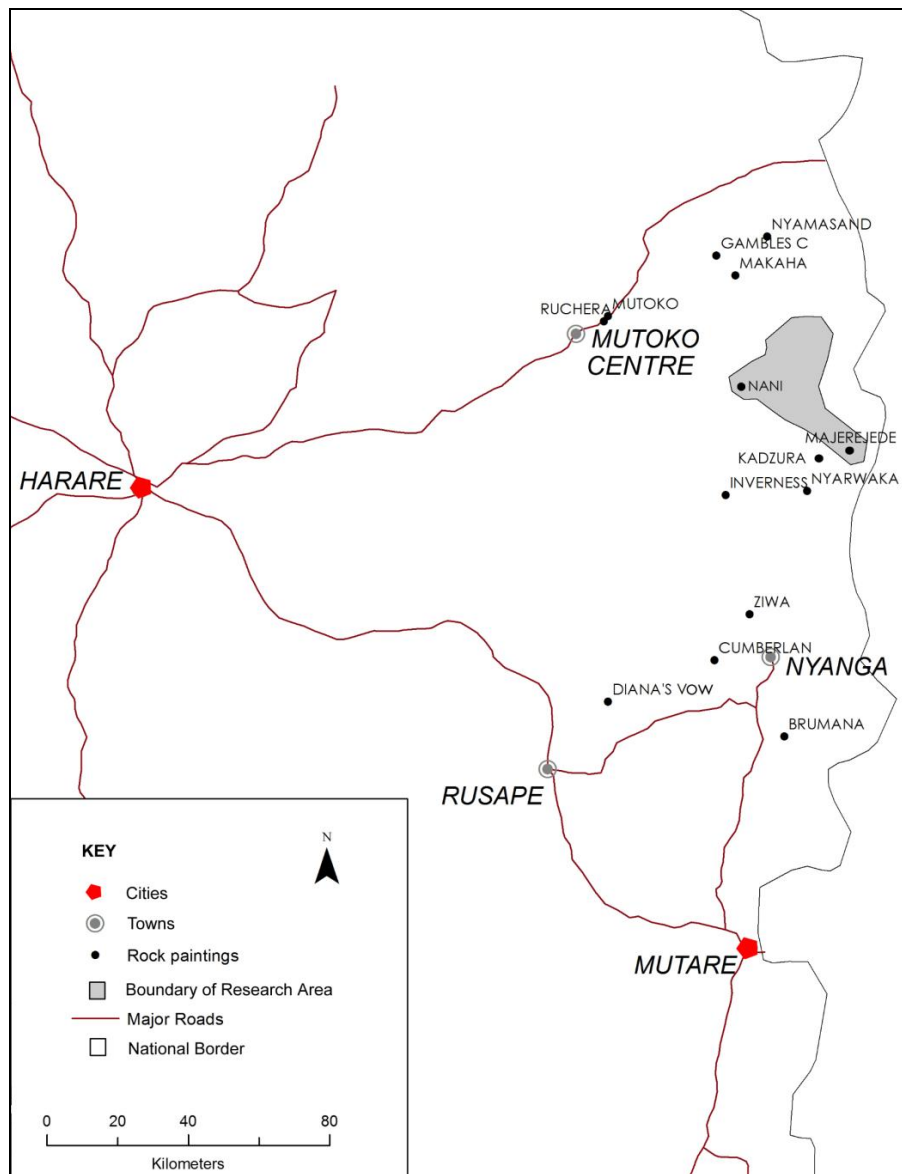 NYAMASAND
GAMBLES C
MAKAHA
RUCHERA
MUTOKO
MUTOKO
CENTRE
NANI
MAJEREJEDE
KADZURA
HARARE
INVERNESS
NYARWAKA
ZIWA
CUMBERLAN
NYANGA
DIANA'S VOW
BRUMANA
RUSAPE
MUTARE
N
KEY
Cities
Towns
Rock paintings
Boundary of Research Area
Major Roads
National Border
0 20 40 80
Kilometers